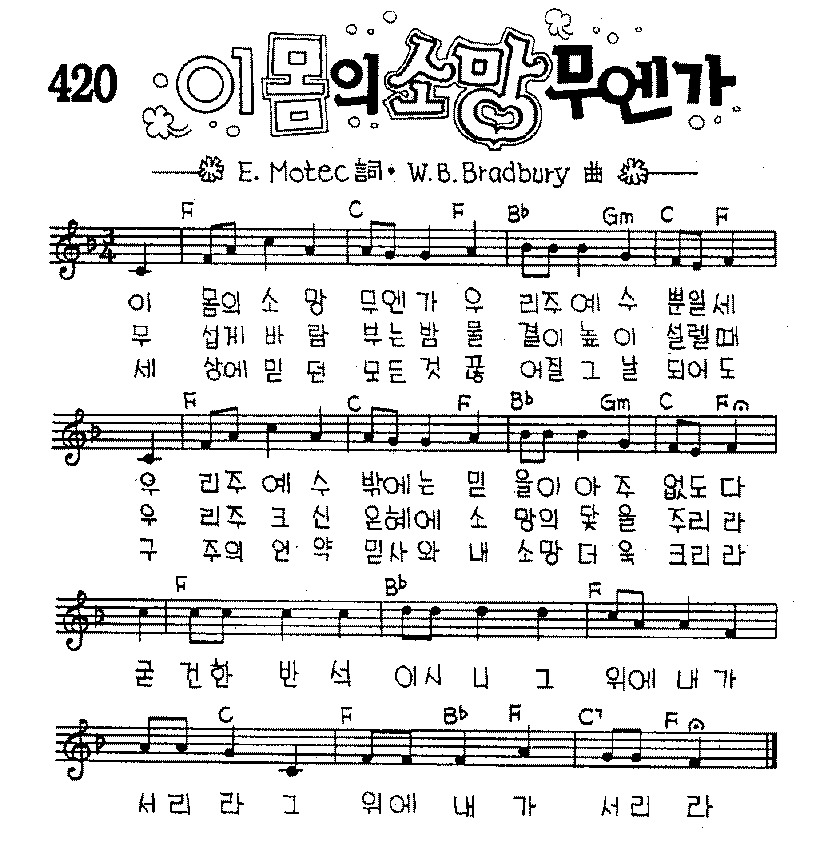 420 이 몸의 소망 무엔가
E. Motec 詞 · W. B. Bradbury 曲
F C F B♭ Gm C F
3/4
이 몸의 소 망 무엔 가 우 리주 예 수 뿐일 세
무 섭게 바 람 부는 밤 물 결이 높 이 설렐 때
세 상에 믿 던 모든 것 끊 어질 그 날 되어 도
F C F B♭ Gm C F
우 리주 예 수 밖에 는 믿 을이 아 주 없도 다
우 리주 크 신 은혜 에 소 망의 닻 을 주리 라
구 주의 언 약 믿사 와 내 소망 더 욱 크리 라
F B♭ F
굳 건한 반 석 이시 니 그 위에 내 가
C F B♭ F C7 F
서 리 라 그 위에 내 가 서 리 라